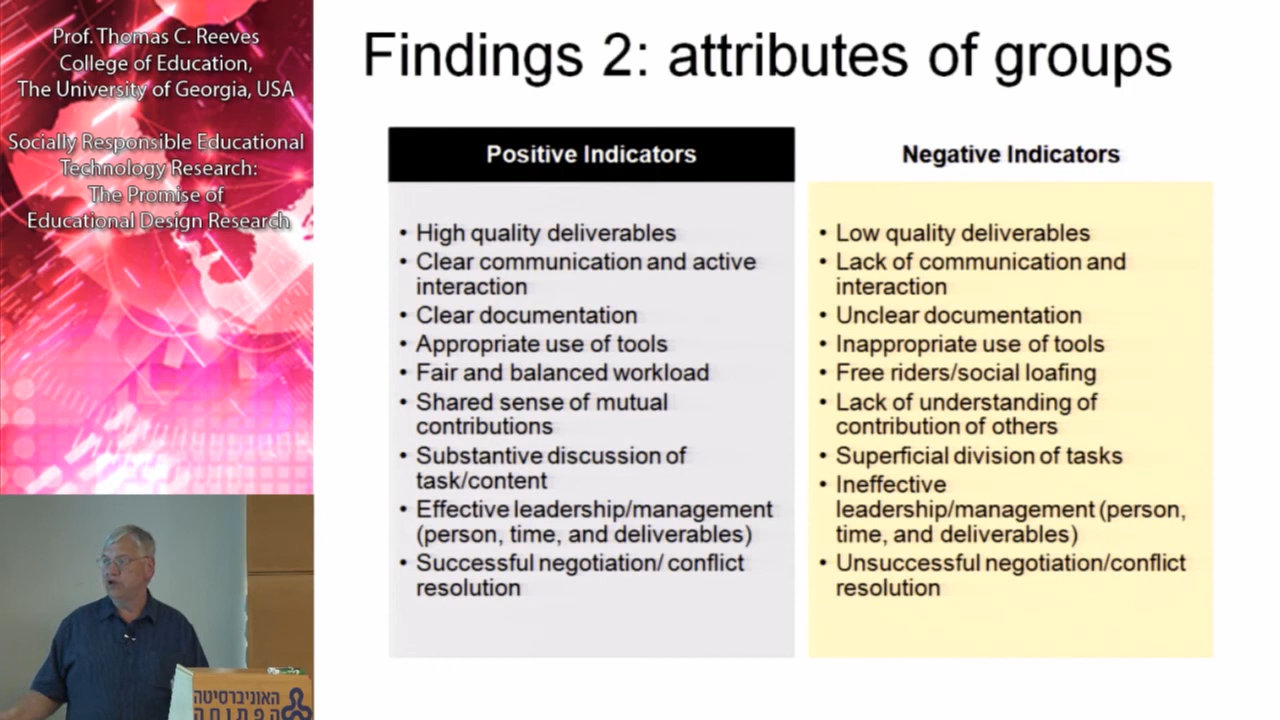 Prof. Thomas C. Reeves
College of Education,
The University of Georgia, USA
Socially Responsible Educational
Technology Research:
The Promise of
Educational Design Research
Findings 2: attributes of groups
Positive Indicators
• High quality deliverables
• Clear communication and active
interaction
• Clear documentation
• Appropriate use of tools
• Fair and balanced workload
• Shared sense of mutual
contributions
• Substantive discussion of
task/content
• Effective leadership/management
(person, time, and deliverables)
• Successful negotiation/ conflict
resolution
Negative Indicators
• Low quality deliverables
• Lack of communication and
interaction
• Unclear documentation
• Inappropriate use of tools
• Free riders/social loafing
• Lack of understanding of
contribution of others
• Superficial division of tasks
• Ineffective
leadership/management (person,
time, and deliverables)
• Unsuccessful negotiation/conflict
resolution
האוניברסיטה
הפתוחה